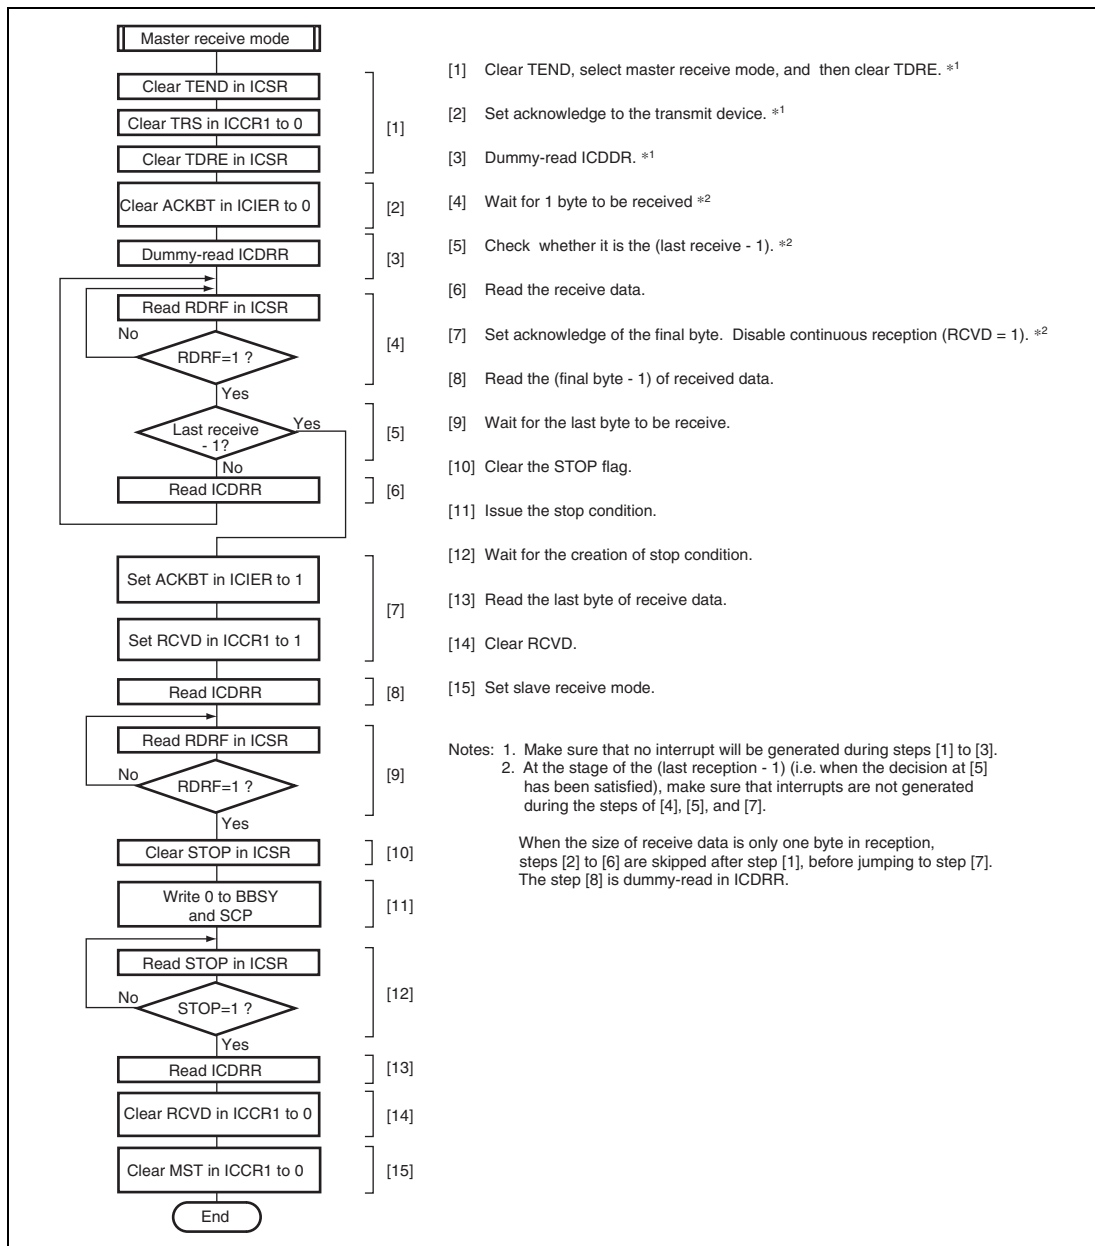 Master receive mode
Clear TEND in ICSR
Clear TRS in ICCR1 to 0
Clear TDRE in ICSR
[1]
Clear ACKBT in ICIER to 0
[2]
Dummy-read ICDRR
[3]
Read RDRF in ICSR
No
RDRF=1 ?
[4]
Yes
Last receive
- 1?
Yes
[5]
No
Read ICDRR
[6]
Set ACKBT in ICIER to 1
[7]
Set RCVD in ICCR1 to 1
Read ICDRR
[8]
Read RDRF in ICSR
No
RDRF=1 ?
[9]
Yes
Clear STOP in ICSR
[10]
Write 0 to BBSY
and SCP
[11]
Read STOP in ICSR
No
STOP=1 ?
[12]
Yes
Read ICDRR
[13]
Clear RCVD in ICCR1 to 0
[14]
Clear MST in ICCR1 to 0
[15]
End
[1] Clear TEND, select master receive mode, and then clear TDRE. *1
[2] Set acknowledge to the transmit device. *1
[3] Dummy-read ICDDR. *1
[4] Wait for 1 byte to be received *2
[5] Check whether it is the (last receive - 1). *2
[6] Read the receive data.
[7] Set acknowledge of the final byte. Disable continuous reception (RCVD = 1). *2
[8] Read the (final byte - 1) of received data.
[9] Wait for the last byte to be receive.
[10] Clear the STOP flag.
[11] Issue the stop condition.
[12] Wait for the creation of stop condition.
[13] Read the last byte of receive data.
[14] Clear RCVD.
[15] Set slave receive mode.
Notes: 1. Make sure that no interrupt will be generated during steps [1] to [3].
2. At the stage of the (last reception - 1) (i.e. when the decision at [5]
has been satisfied), make sure that interrupts are not generated
during the steps of [4], [5], and [7].
When the size of receive data is only one byte in reception,
steps [2] to [6] are skipped after step [1], before jumping to step [7].
The step [8] is dummy-read in ICDRR.